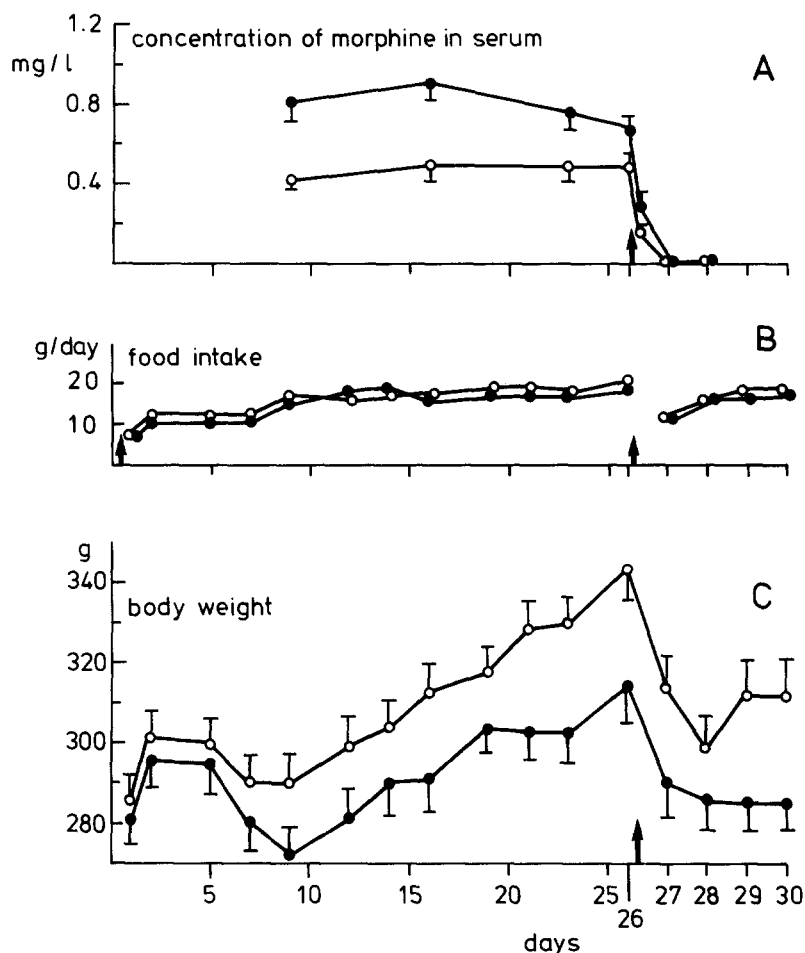 1.2
concentration of morphine in serum
A
mg/l
0.8
0.4
g/day
food intake
B
20
10
g
340
body weight
C
320
300
280
5 10 15 20 25 26 27 28 29 30
days